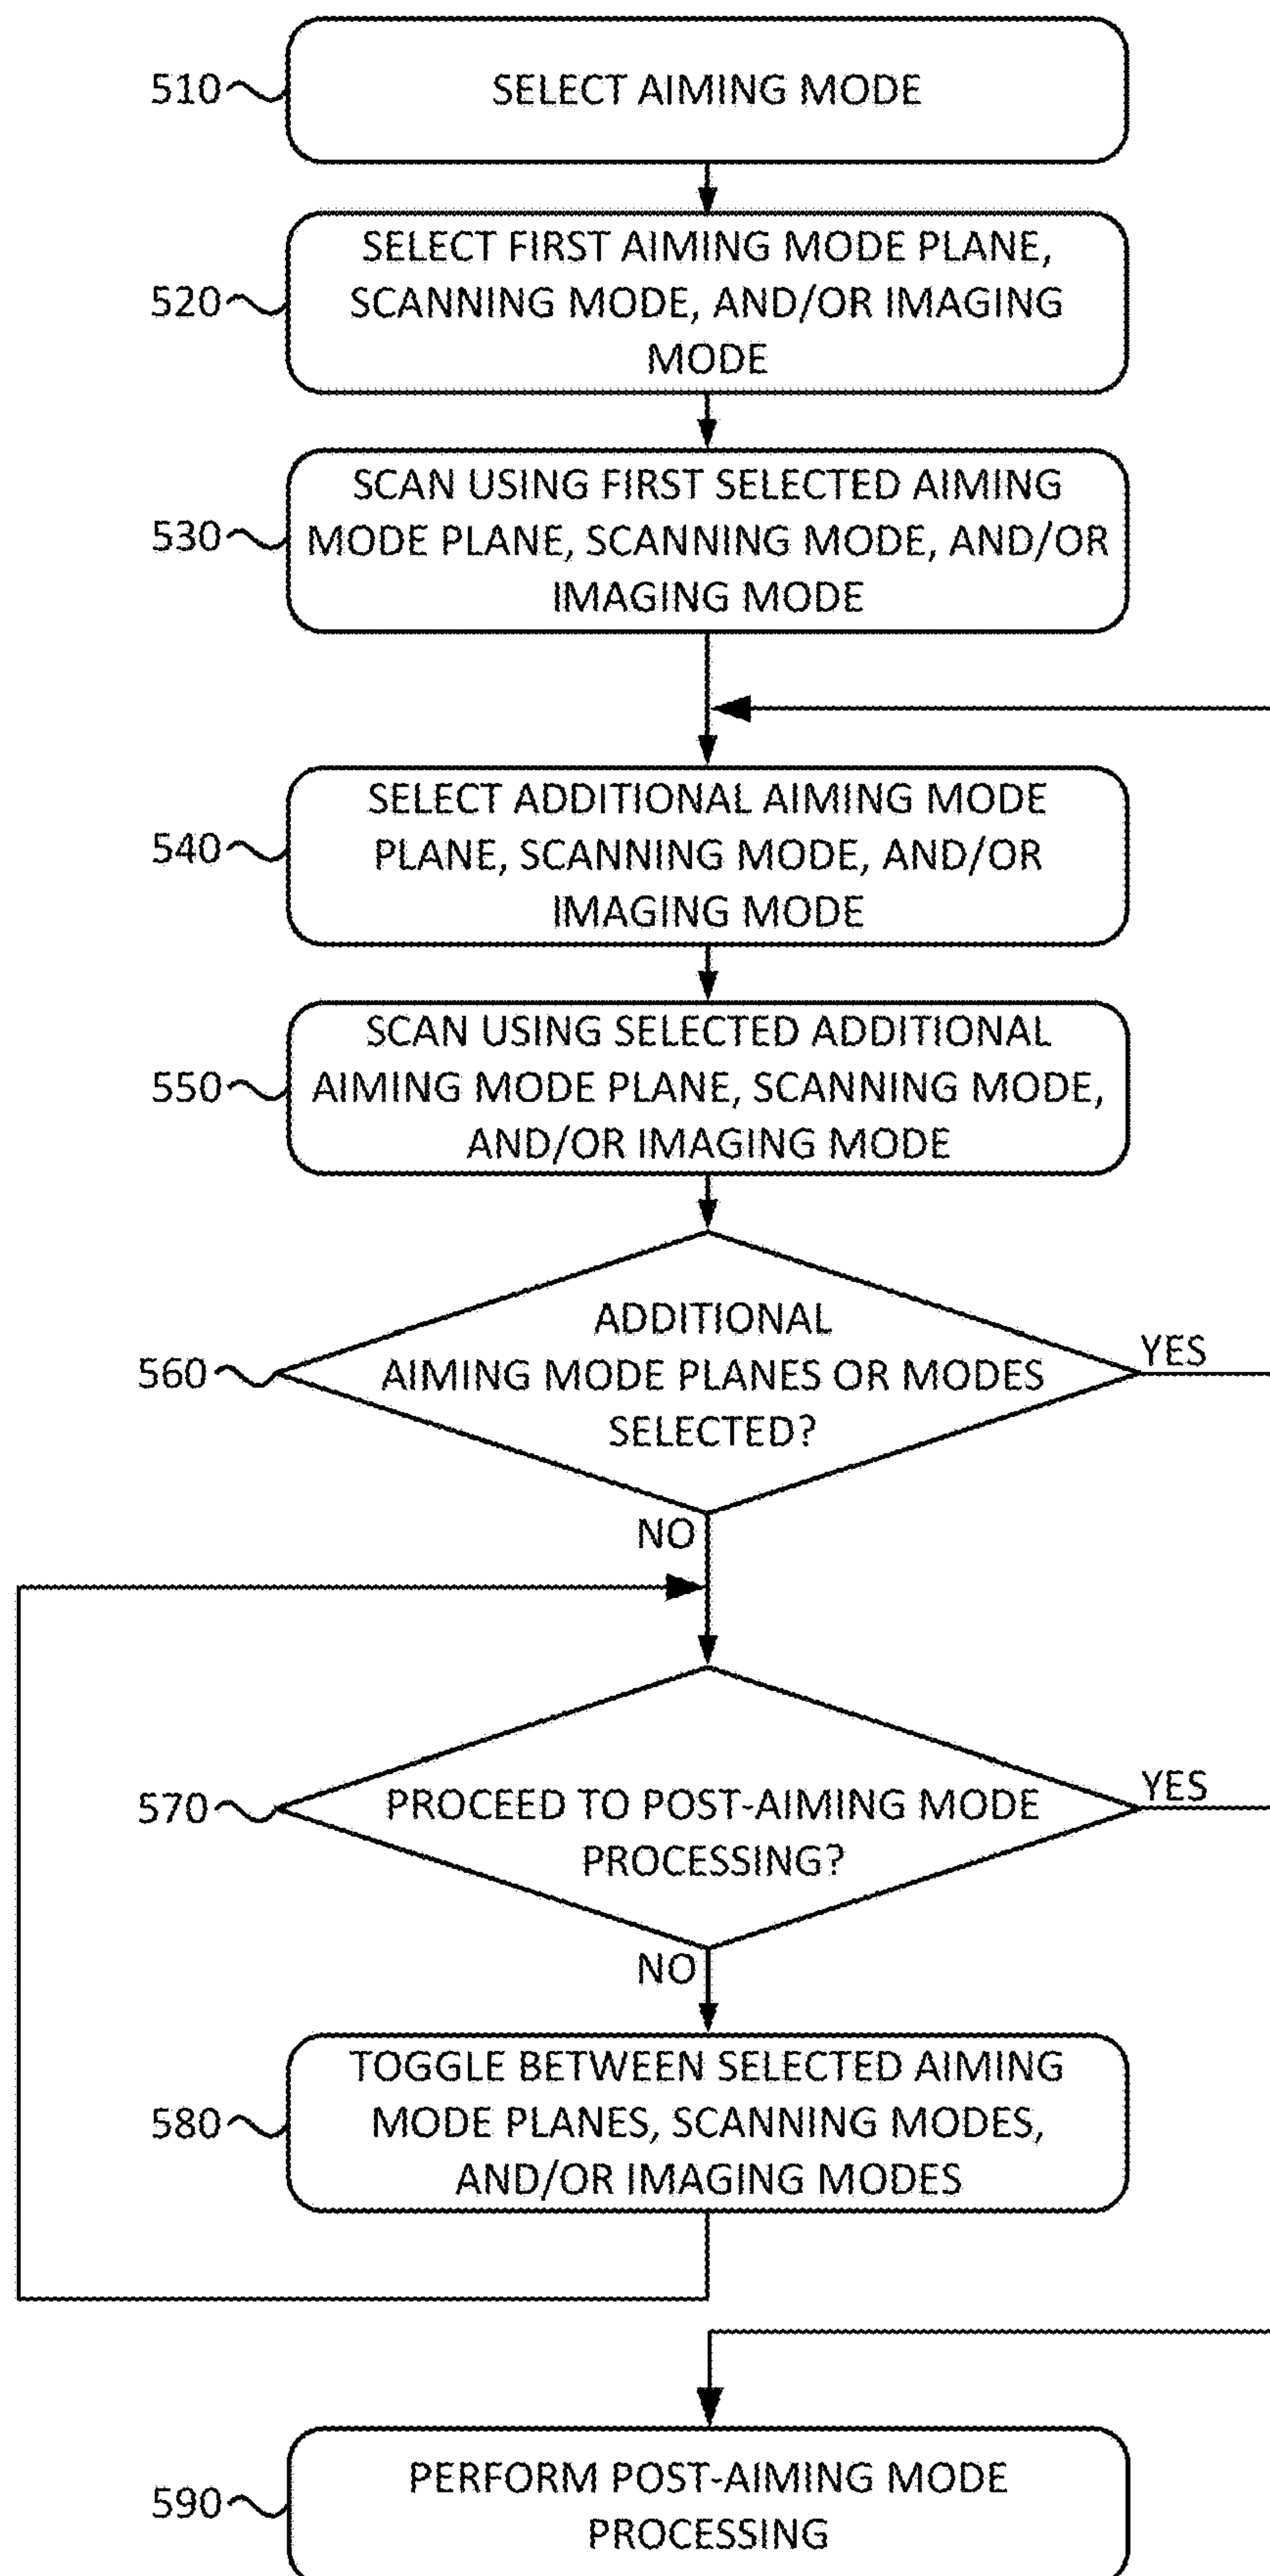 510
SELECT AIMING MODE
520
SELECT FIRST AIMING MODE PLANE,
SCANNING MODE, AND/OR IMAGING
MODE
530
SCAN USING FIRST SELECTED AIMING
MODE PLANE, SCANNING MODE, AND/OR
IMAGING MODE
540
SELECT ADDITIONAL AIMING MODE
PLANE, SCANNING MODE, AND/OR
IMAGING MODE
550
SCAN USING SELECTED ADDITIONAL
AIMING MODE PLANE, SCANNING MODE,
AND/OR IMAGING MODE
560
ADDITIONAL
AIMING MODE PLANES OR MODES
SELECTED?
YES
NO
570
PROCEED TO POST-AIMING MODE
PROCESSING?
YES
NO
580
TOGGLE BETWEEN SELECTED AIMING
MODE PLANES, SCANNING MODES,
AND/OR IMAGING MODES
590
PERFORM POST-AIMING MODE
PROCESSING